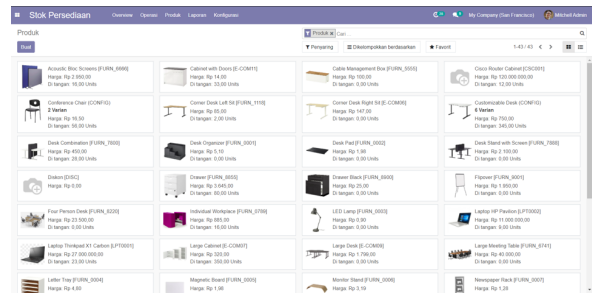 Stok Persediaan Overview Operasi Produk Laporan Konfigurasi My Company (San Francisco) Mitchell Admin
Produk
Produk x Cari...
Buat
Penyaring Dikelompokkan berdasarkan Favorit 1-43 / 43
Acoustic Bloc Screens [FURN_6666]
Harga: Rp 2 950,00
Di tangan: 16,00 Units
Cabinet with Doors [E-COM11]
Harga: Rp 14,00
Di tangan: 33,00 Units
Cable Management Box [FURN_5555]
Harga: Rp 100,00
Di tangan: 0,00 Units
Cisco Router Cabinet [CSC001]
Harga: Rp 120 000 000,00
Di tangan: 12,00 Units
Conference Chair (CONFIG)
2 Varian
Harga: Rp 16,50
Di tangan: 56,00 Units
Corner Desk Left Sit [FURN_1118]
Harga: Rp 85,00
Di tangan: 2,00 Units
Corner Desk Right Sit [E-COM06]
Harga: Rp 147,00
Di tangan: 0,00 Units
Customizable Desk (CONFIG)
6 Varian
Harga: Rp 750,00
Di tangan: 345,00 Units
Desk Combination [FURN_7800]
Harga: Rp 450,00
Di tangan: 28,00 Units
Desk Organizer [FURN_0001]
Harga: Rp 5,10
Di tangan: 0,00 Units
Desk Pad [FURN_0002]
Harga: Rp 1,98
Di tangan: 0,00 Units
Desk Stand with Screen [FURN_7888]
Harga: Rp 2 100,00
Di tangan: 0,00 Units
Diskon [DISC]
Harga: Rp 0,00
Drawer [FURN_8855]
Harga: Rp 3 645,00
Di tangan: 80,00 Units
Drawer Black [FURN_8900]
Harga: Rp 25,00
Di tangan: 0,00 Units
Flipover [FURN_9001]
Harga: Rp 1 950,00
Di tangan: 0,00 Units
Four Person Desk [FURN_8220]
Harga: Rp 23 500,00
Di tangan: 0,00 Units
Individual Workplace [FURN_0789]
Harga: Rp 885,00
Di tangan: 16,00 Units
LED Lamp [FURN_0003]
Harga: Rp 0,90
Di tangan: 0,00 Units
Laptop HP Pavilion [LPT0002]
Harga: Rp 11 000 000,00
Di tangan: 9,00 Units
Laptop Thinkpad X1 Carbon [LPT0001]
Harga: Rp 27 000 000,00
Di tangan: 23,00 Units
Large Cabinet [E-COM07]
Harga: Rp 320,00
Di tangan: 350,00 Units
Large Desk [E-COM09]
Harga: Rp 1 799,00
Di tangan: 0,00 Units
Large Meeting Table [FURN_6741]
Harga: Rp 40 000,00
Di tangan: 0,00 Units
Letter Tray [FURN_0004]
Harga: Rp 4,80
Magnetic Board [FURN_0005]
Harga: Rp 1,98
Monitor Stand [FURN_0006]
Harga: Rp 3,19
Newspaper Rack [FURN_0007]
Harga: Rp 1,28